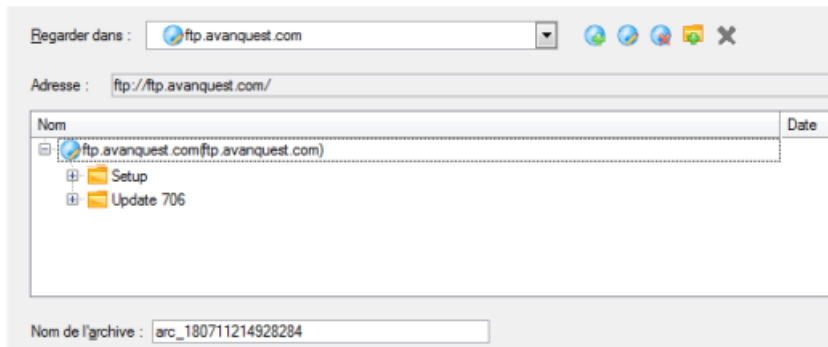 Regarder dans : ftp.avanquest.com
Adresse : ftp://ftp.avanquest.com/
Nom Date
ftp.avanquest.com(ftp.avanquest.com)
Setup
Update 706
Nom de l'archive : arc_180711214928284